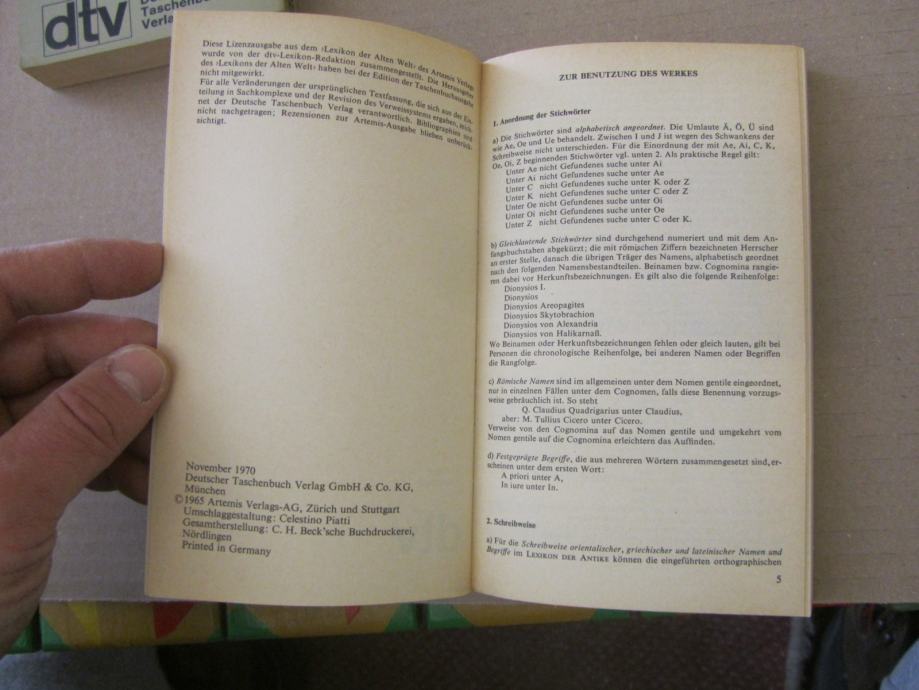 dtv
Taschenbu
Verla
Diese Lizenzausgabe aus dem ›Lexikon der Alten Welt‹ des Artemis Verlages
wurde von der dtv-Lexikon-Redaktion zusammengestellt. Die Herausgeber
des ›Lexikons der Alten Welt‹ haben bei der Edition der Taschenbuchausgabe
nicht mitgewirkt.
Für alle Veränderungen der ursprünglichen Textfassung, die sich aus der Ein-
teilung in Sachkomplexe und der Revision des Verweissystems ergaben, zeich-
net der Deutsche Taschenbuch Verlag verantwortlich. Bibliographien sind
nicht nachgetragen; Rezensionen zur Artemis-Ausgabe blieben unberück-
sichtigt.
November 1970
Deutscher Taschenbuch Verlag GmbH & Co. KG,
München
©1965 Artemis Verlags-AG, Zürich und Stuttgart
Umschlaggestaltung: Celestino Piatti
Gesamtherstellung: C. H. Beck'sche Buchdruckerei,
Nördlingen
Printed in Germany
ZUR BENUTZUNG DES WERKES
1. Anordnung der Stichwörter
a) Die Stichwörter sind alphabetisch angeordnet. Die Umlaute Ä, Ö, Ü sind
wie Ae, Oe und Ue behandelt. Zwischen I und J ist wegen des Schwankens der
Schreibweise nicht unterschieden. Für die Einordnung der mit Ae, Ai, C, K,
Oe, Oi, Z beginnenden Stichwörter vgl. unten 2. Als praktische Regel gilt:
Unter Ae nicht Gefundenes suche unter Ai
Unter Ai nicht Gefundenes suche unter Ae
Unter C nicht Gefundenes suche unter K oder Z
Unter K nicht Gefundenes suche unter C oder Z
Unter Oe nicht Gefundenes suche unter Oi
Unter Oi nicht Gefundenes suche unter Oe
Unter Z nicht Gefundenes suche unter C oder K.
b) Gleichlautende Stichwörter sind durchgehend numeriert und mit dem An-
fangsbuchstaben abgekürzt; die mit römischen Ziffern bezeichneten Herrscher
an erster Stelle, danach die übrigen Träger des Namens, alphabetisch geordnet
nach den folgenden Namensbestandteilen. Beinamen bzw. Cognomina rangie-
ren dabei vor Herkunftsbezeichnungen. Es gilt also die folgende Reihenfolge:
Dionysios I.
Dionysios
Dionysios Areopagites
Dionysios Skytobrachion
Dionysios von Alexandria
Dionysios von Halikarnaß.
Wo Beinamen oder Herkunftsbezeichnungen fehlen oder gleich lauten, gilt bei
Personen die chronologische Reihenfolge, bei anderen Namen oder Begriffen
die Rangfolge.
c) Römische Namen sind im allgemeinen unter dem Nomen gentile eingeordnet,
nur in einzelnen Fällen unter dem Cognomen, falls diese Benennung vorzugs-
weise gebräuchlich ist. So steht
Q. Claudius Quadrigarius unter Claudius,
aber: M. Tullius Cicero unter Cicero.
Verweise von den Cognomina auf das Nomen gentile und umgekehrt vom
Nomen gentile auf die Cognomina erleichtern das Auffinden.
d) Festgeprägte Begriffe, die aus mehreren Wörtern zusammengesetzt sind, er-
scheinen unter dem ersten Wort:
A priori unter A,
In iure unter In.
2. Schreibweise
a) Für die Schreibweise orientalischer, griechischer und lateinischer Namen und
Begriffe im LEXIKON DER ANTIKE können die eingeführten orthographischen
5